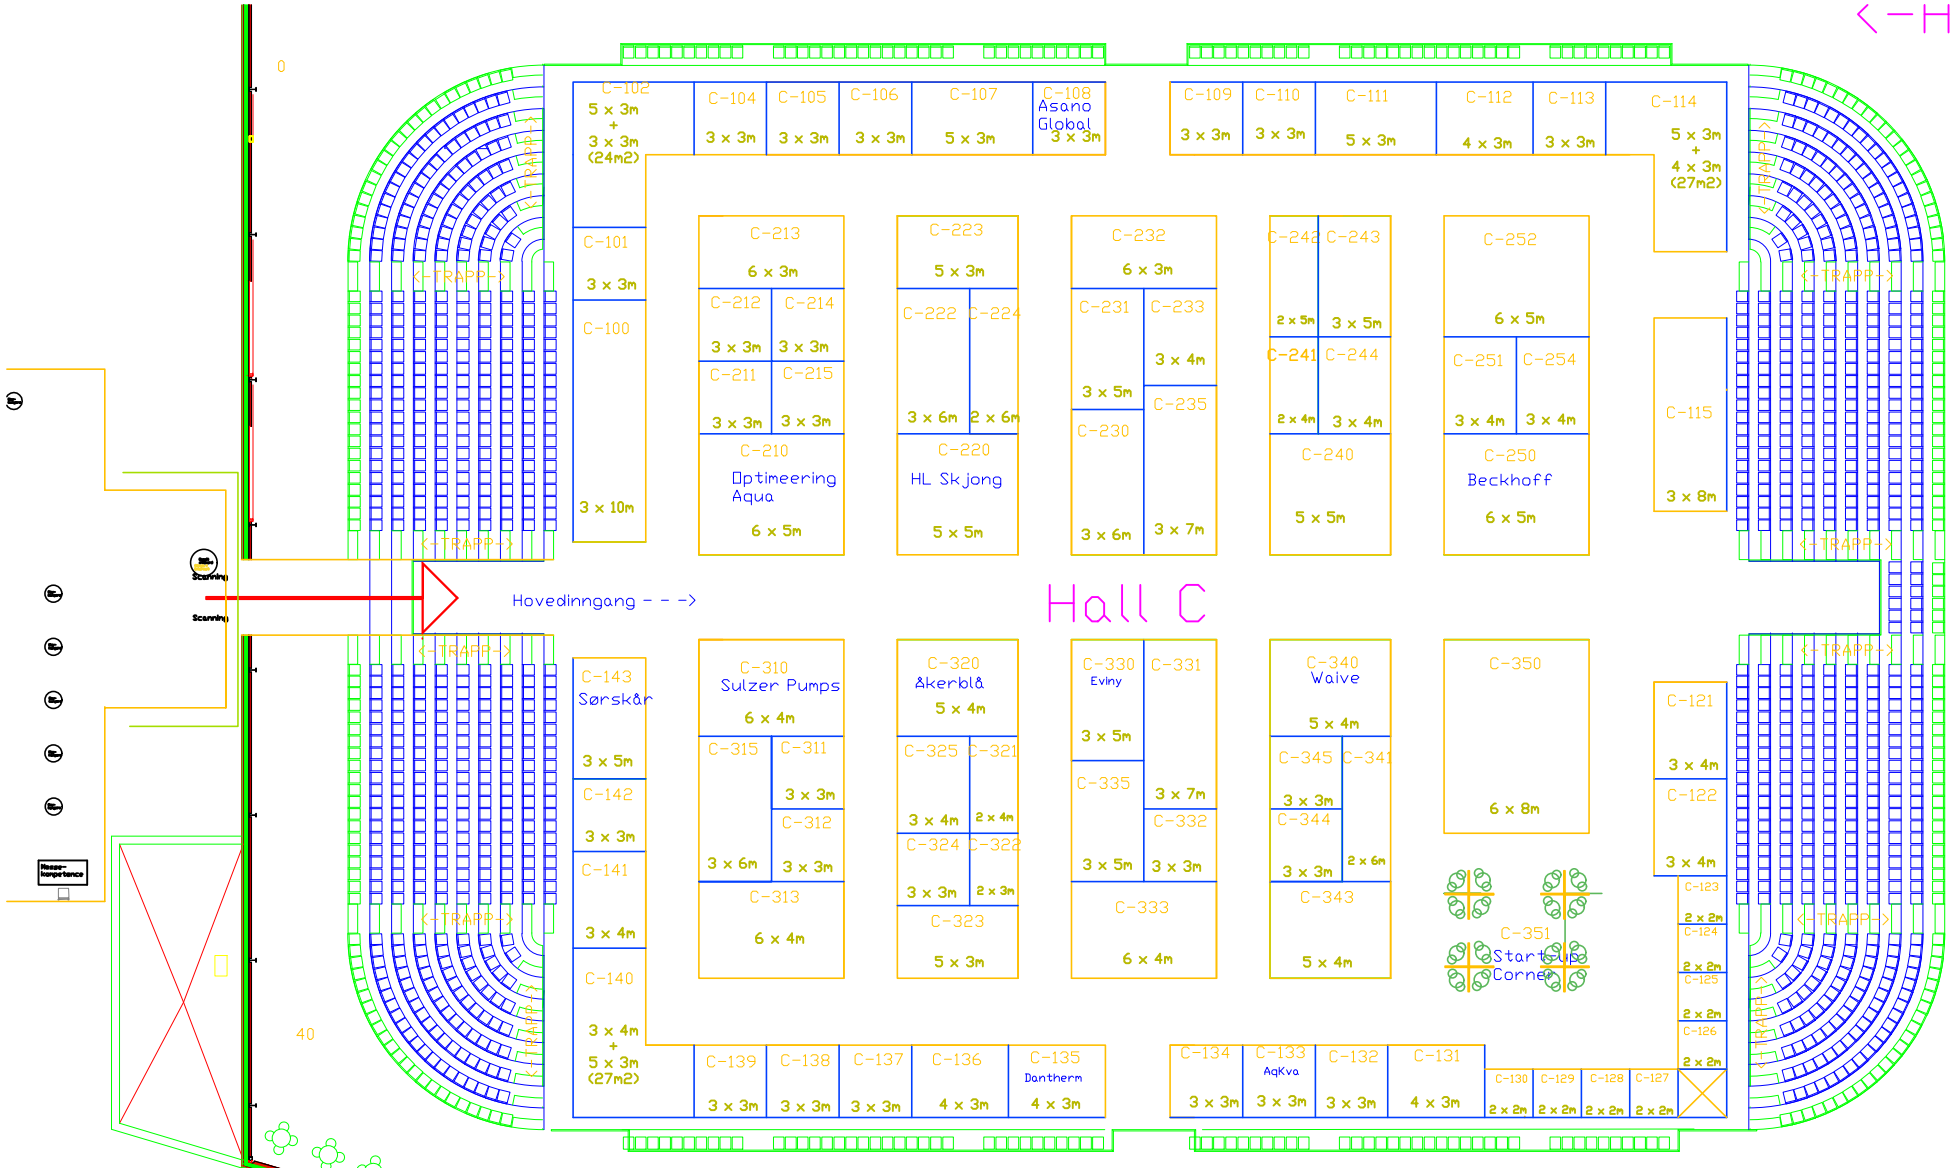 <-H
0
C-102
5 x 3m
+
3 x 3m
(24m2)
C-104
3 x 3m
C-105
3 x 3m
C-106
3 x 3m
C-107
5 x 3m
C-108
Asano
Global
3 x 3m
C-109
3 x 3m
C-110
3 x 3m
C-111
5 x 3m
C-112
4 x 3m
C-113
3 x 3m
C-114
5 x 3m
+
4 x 3m
(27m2)
<-TRAPP->
<-TRAPP->
C-101
3 x 3m
C-100
3 x 10m
<-TRAPP->
<-TRAPP->
C-213
6 x 3m
C-212
3 x 3m
C-214
3 x 3m
C-211
3 x 3m
C-215
3 x 3m
C-210
Optimeering
Aqua
6 x 5m
C-223
5 x 3m
C-222
3 x 6m
C-224
2 x 6m
C-220
HL Skjong
5 x 5m
C-232
6 x 3m
C-231
3 x 5m
C-233
3 x 4m
C-230
3 x 6m
C-235
3 x 7m
C-242
2 x 5m
C-243
3 x 5m
C-241
2 x 4m
C-244
3 x 4m
C-240
5 x 5m
C-252
6 x 5m
C-251
3 x 4m
C-254
3 x 4m
C-250
Beckhoff
6 x 5m
C-115
3 x 8m
<-TRAPP->
<-TRAPP->
Scanning
Scanning
Hovedinngang --->
Hall C
<-TRAPP->
<-TRAPP->
C-143
Sørskår
3 x 5m
C-142
3 x 3m
C-141
3 x 4m
C-140
3 x 4m
+
5 x 3m
(27m2)
C-310
Sulzer Pumps
6 x 4m
C-315
3 x 6m
C-311
3 x 3m
C-312
3 x 3m
C-313
6 x 4m
C-320
Åkerblå
5 x 4m
C-325
3 x 4m
C-321
2 x 4m
C-324
3 x 3m
C-322
2 x 3m
C-323
5 x 3m
C-330
Eviny
3 x 5m
C-331
3 x 7m
C-335
3 x 5m
C-332
3 x 3m
C-333
6 x 4m
C-340
Waive
5 x 4m
C-345
3 x 3m
C-341
2 x 6m
C-344
3 x 3m
C-343
5 x 4m
C-350
6 x 8m
C-351
Start-up
Corner
C-121
3 x 4m
C-122
3 x 4m
C-123
2 x 2m
C-124
2 x 2m
C-125
2 x 2m
C-126
2 x 2m
<-TRAPP->
<-TRAPP->
<-TRAPP->
<-TRAPP->
Messe-
kompetence
40
C-139
3 x 3m
C-138
3 x 3m
C-137
3 x 3m
C-136
4 x 3m
C-135
Dantherm
4 x 3m
C-134
3 x 3m
C-133
AqKva
3 x 3m
C-132
3 x 3m
C-131
4 x 3m
C-130
2 x 2m
C-129
2 x 2m
C-128
2 x 2m
C-127
2 x 2m